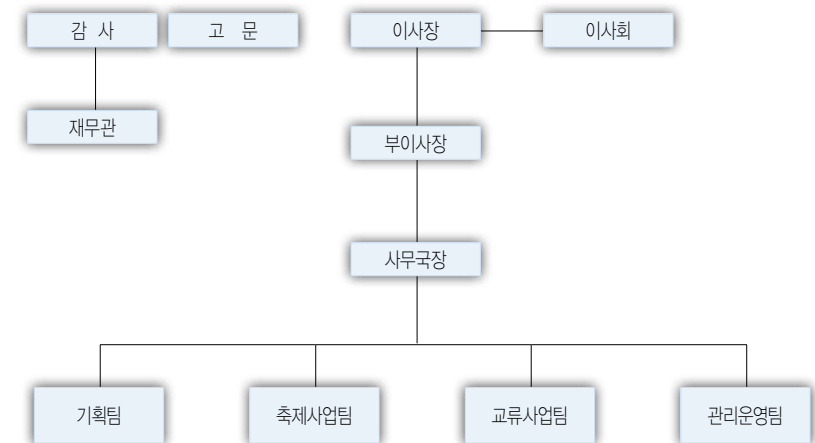 감 사
고 문
이사장
이사회
재무관
부이사장
사무국장
기획팀
축제사업팀
교류사업팀
관리운영팀